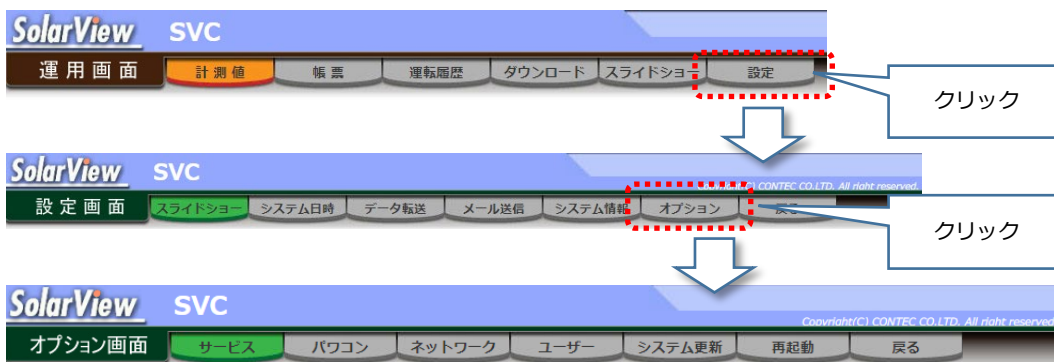 SolarView SVC
運用画面 計測値 帳票 運転履歴 ダウンロード スライドショー 設定
クリック
SolarView SVC
(C) CONTEC CO.LTD. All right reserved.
設定画面 スライドショー システム日時 データ転送 メール送信 システム情報 オプション 戻る
クリック
SolarView SVC
Copyright(C) CONTEC CO.LTD. All right reserved
オプション画面 サービス パワコン ネットワーク ユーザー システム更新 再起動 戻る